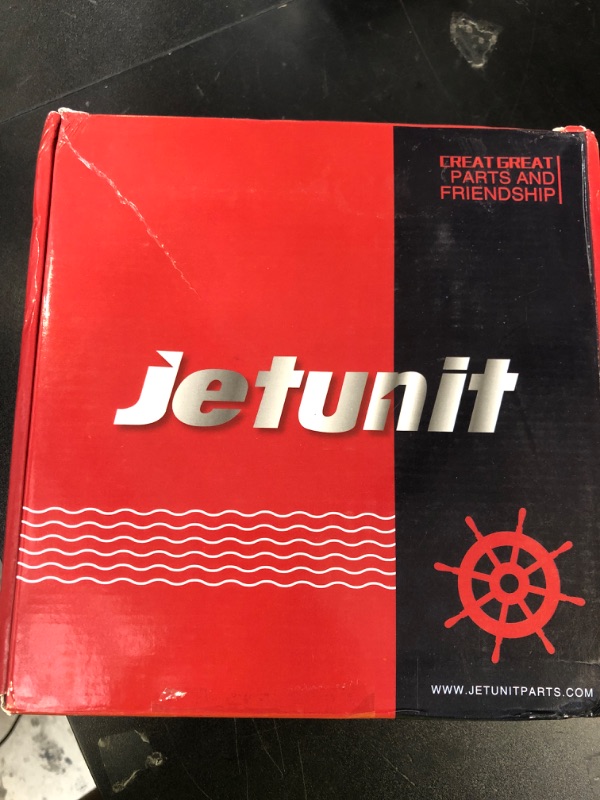 CREAT GREAT
PARTS AND
FRIENDSHIP
Jetunit
WWW.JETUNITPARTS.COM